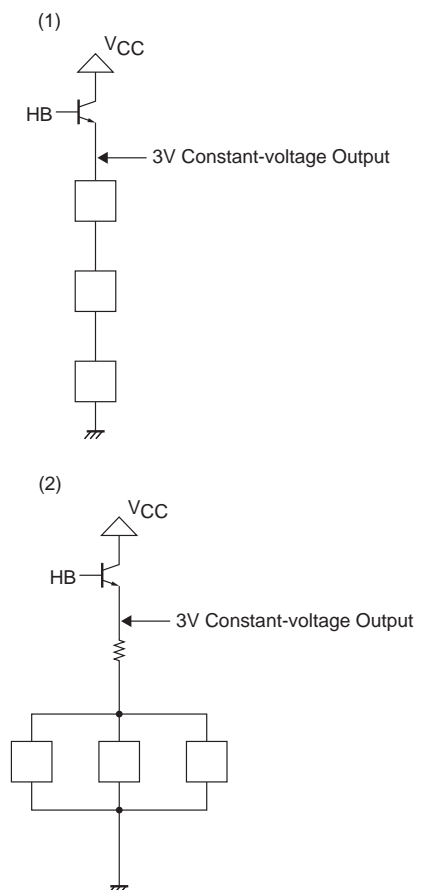 (1)
VCC
HB
3V Constant-voltage Output
(2)
VCC
HB
3V Constant-voltage Output